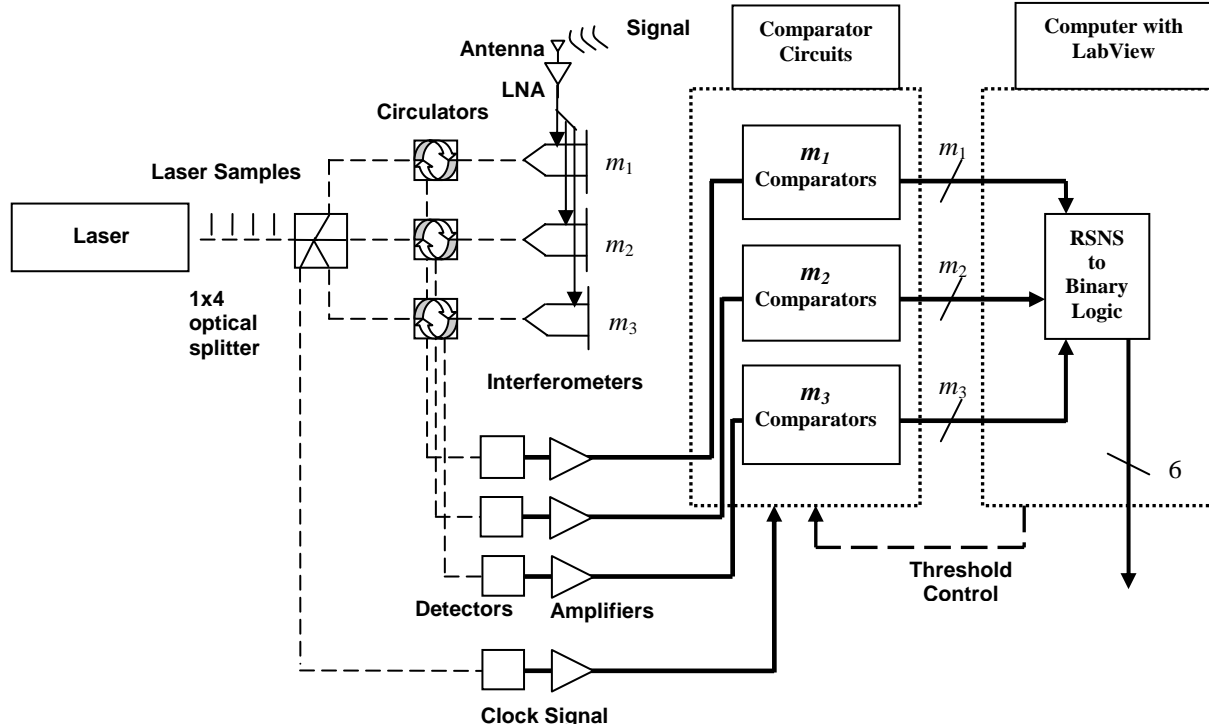 Comparator
Circuits
Computer with
LabView
Signal
Antenna
LNA
Circulators
Laser Samples
Laser
1x4
optical
splitter
m1
m2
m3
Interferometers
m1
Comparators
m2
Comparators
m3
Comparators
m1
m2
m3
RSNS
to
Binary
Logic
6
Threshold
Control
Detectors
Amplifiers
Clock Signal